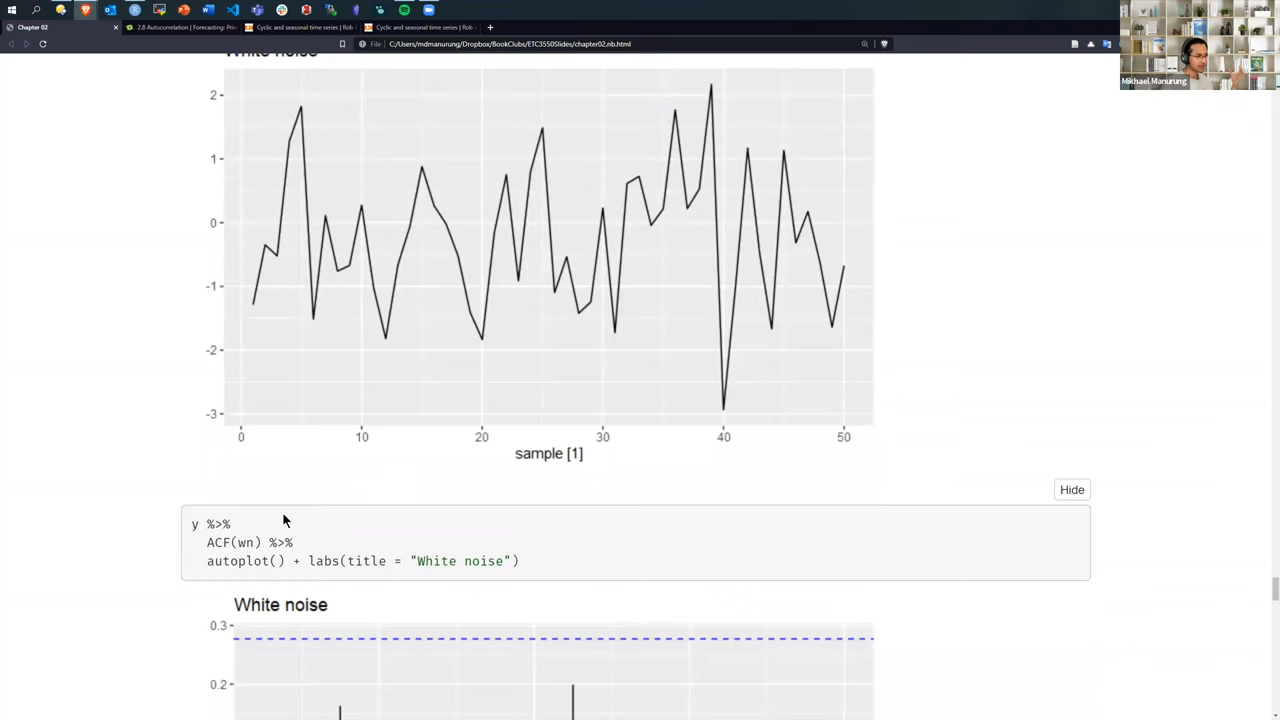 Chapter 02
2.8 Autocorrelation | Forecasting: Prin
Cyclic and seasonal time series | Rob
Cyclic and seasonal time series | Rob
File
C:/Users/mdmanurung/Dropbox/BookClubs/ETC3550Slides/chapter02.nb.html
Mikhael Manurung
White noise
2
1
0
-1
-2
-3
0 10 20 30 40 50
sample [1]
Hide
y %>%
ACF(wn) %>%
autoplot() + labs(title = "White noise")
White noise
0.3
0.2